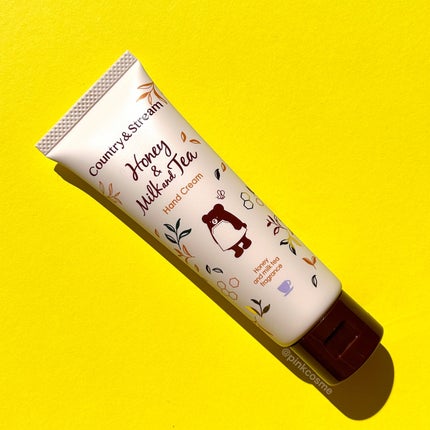 Country&Stream
Honey
&
Milk and Tea
Hand Cream
Honey
and milk tea
fragrance
@pinkcosme